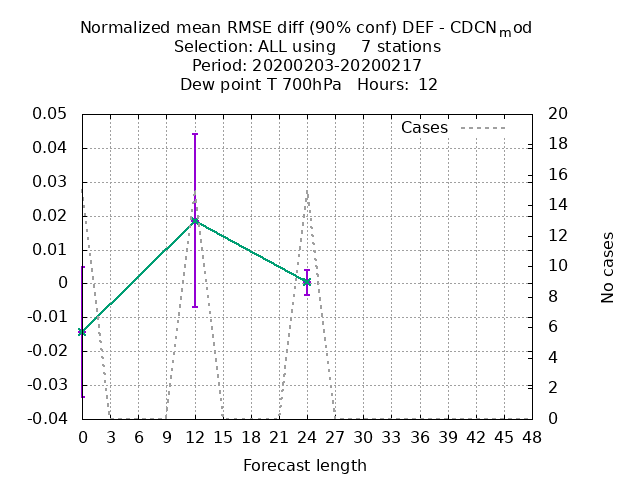 Normalized mean RMSE diff (90% conf) DEF - CDCN_mod
Selection: ALL using     7 stations
Period: 20200203-20200217
Dew point T 700hPa   Hours:  12
Cases
0.05
0.04
0.03
0.02
0.01
0
-0.01
-0.02
-0.03
-0.04
20
18
16
14
12
10
8
6
4
2
0
No cases
0 3 6 9 12 15 18 21 24 27 30 33 36 39 42 45 48
Forecast length